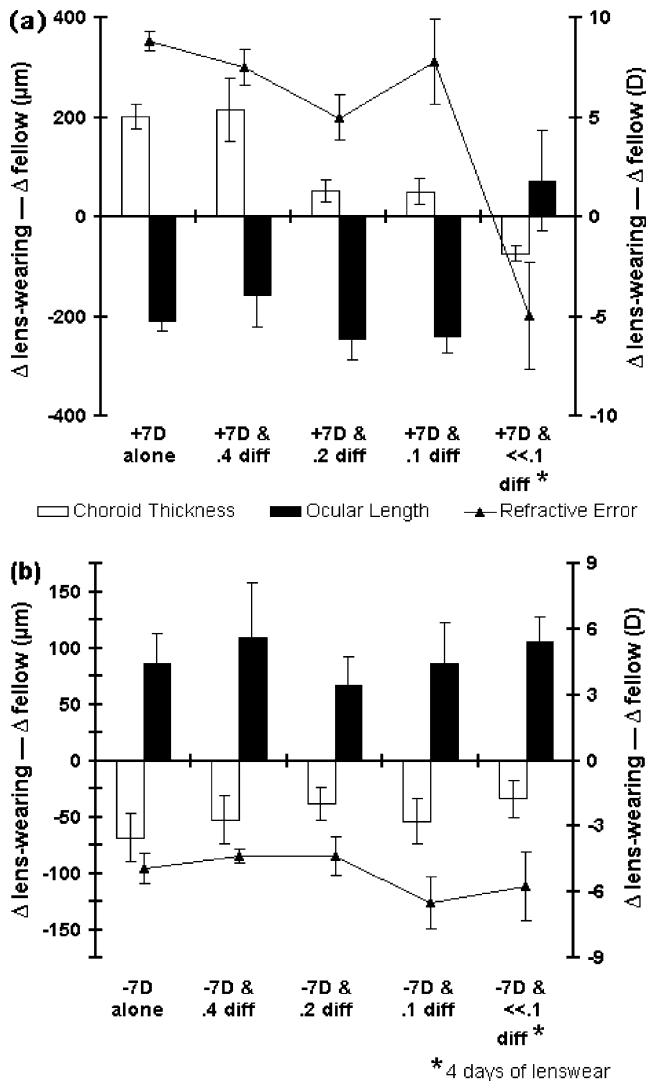 (a)
Δ lens-wearing — Δ fellow (µm)
400
200
0
-200
-400
10
5
0
-5
-10
Δ lens-wearing — Δ fellow (D)
+7D alone
+7D & .4 diff
+7D & .2 diff
+7D & .1 diff
+7D & <<.1 diff *
Choroid Thickness
Ocular Length
Refractive Error
(b)
Δ lens-wearing — Δ fellow (µm)
150
100
50
0
-50
-100
-150
9
6
3
0
-3
-6
-9
Δ lens-wearing — Δ fellow (D)
-7D alone
-7D & .4 diff
-7D & .2 diff
-7D & .1 diff
-7D & <<.1 diff *
* 4 days of lenswear